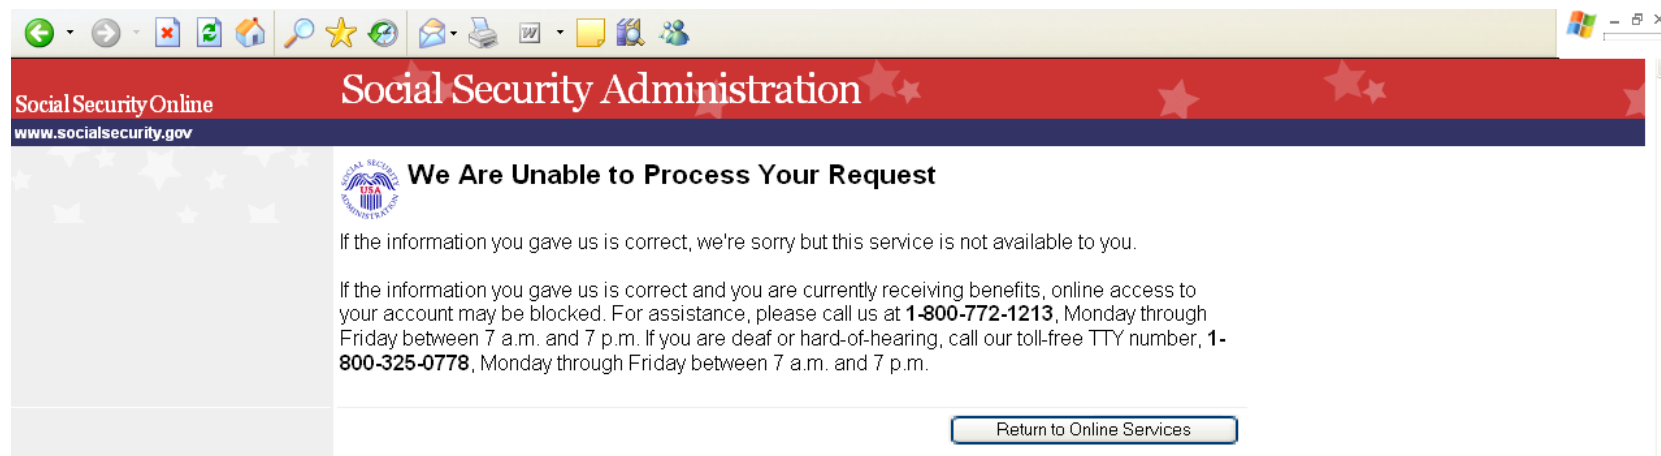 Social Security Online
Social Security Administration
www.socialsecurity.gov
SOCIAL SECURITY ADMINISTRATION
USA
We Are Unable to Process Your Request
If the information you gave us is correct, we're sorry but this service is not available to you.
If the information you gave us is correct and you are currently receiving benefits, online access to
your account may be blocked. For assistance, please call us at 1-800-772-1213, Monday through
Friday between 7 a.m. and 7 p.m. If you are deaf or hard-of-hearing, call our toll-free TTY number, 1-
800-325-0778, Monday through Friday between 7 a.m. and 7 p.m.
Return to Online Services